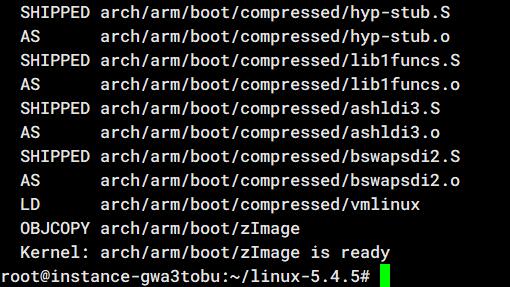 SHIPPED arch/arm/boot/compressed/hyp-stub.S
AS      arch/arm/boot/compressed/hyp-stub.o
SHIPPED arch/arm/boot/compressed/lib1funcs.S
AS      arch/arm/boot/compressed/lib1funcs.o
SHIPPED arch/arm/boot/compressed/ashldi3.S
AS      arch/arm/boot/compressed/ashldi3.o
SHIPPED arch/arm/boot/compressed/bswapsdi2.S
AS      arch/arm/boot/compressed/bswapsdi2.o
LD      arch/arm/boot/compressed/vmlinux
OBJCOPY arch/arm/boot/zImage
Kernel: arch/arm/boot/zImage is ready
root@instance-gwa3tobu:~/linux-5.4.5#